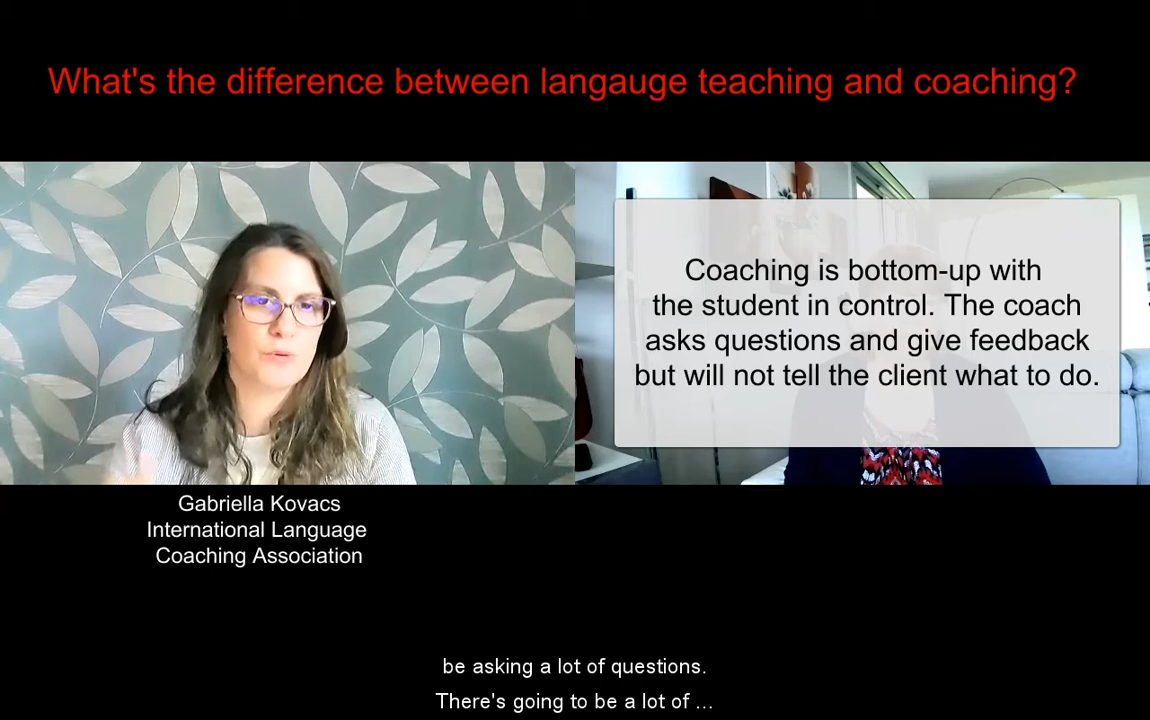 What's the difference between langauge teaching and coaching?
Coaching is bottom-up with
the student in control. The coach
asks questions and give feedback
but will not tell the client what to do.
Gabriella Kovacs
International Language
Coaching Association
be asking a lot of questions.
There's going to be a lot of ...